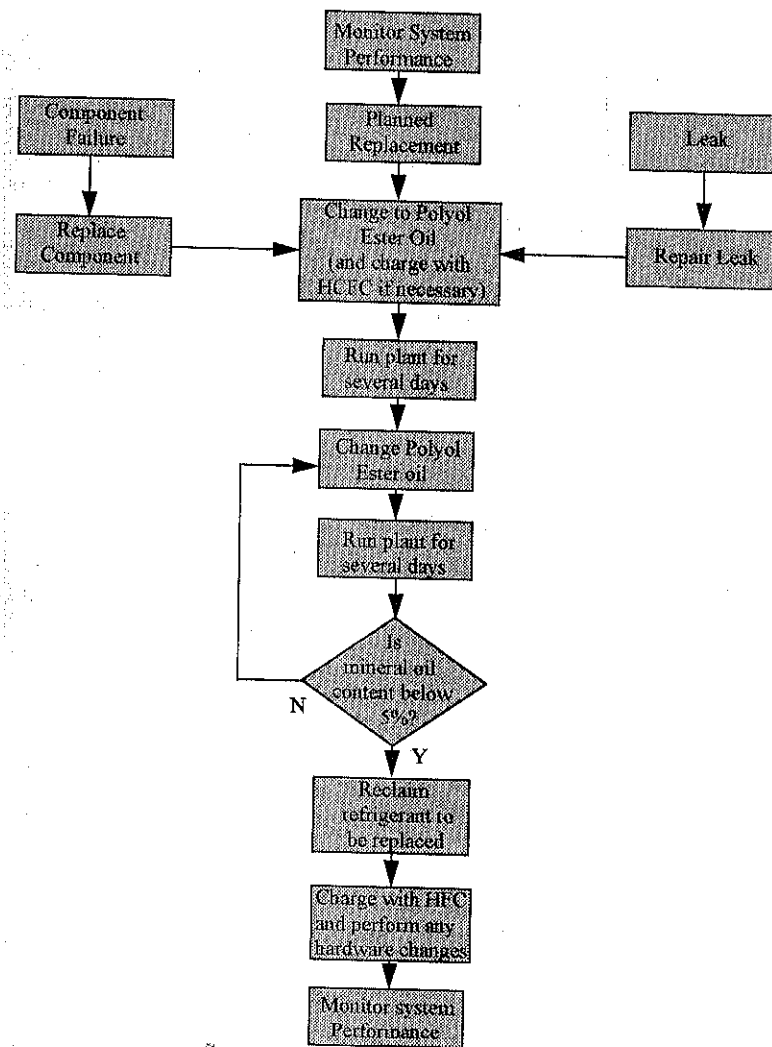 Monitor System
Performance
Component
Failure
Planned
Replacement
Leak
Replace
Component
Change to Polyol
Ester Oil
(and charge with
HCFC if necessary)
Repair Leak
Run plant for
several days
Change Polyol
Ester oil
Run plant for
several days
Is
mineral oil
content below
5%?
N
Y
Reclaim
refrigerant to
be replaced
Charge with HFC
and perform any
hardware changes
Monitor system
Performance